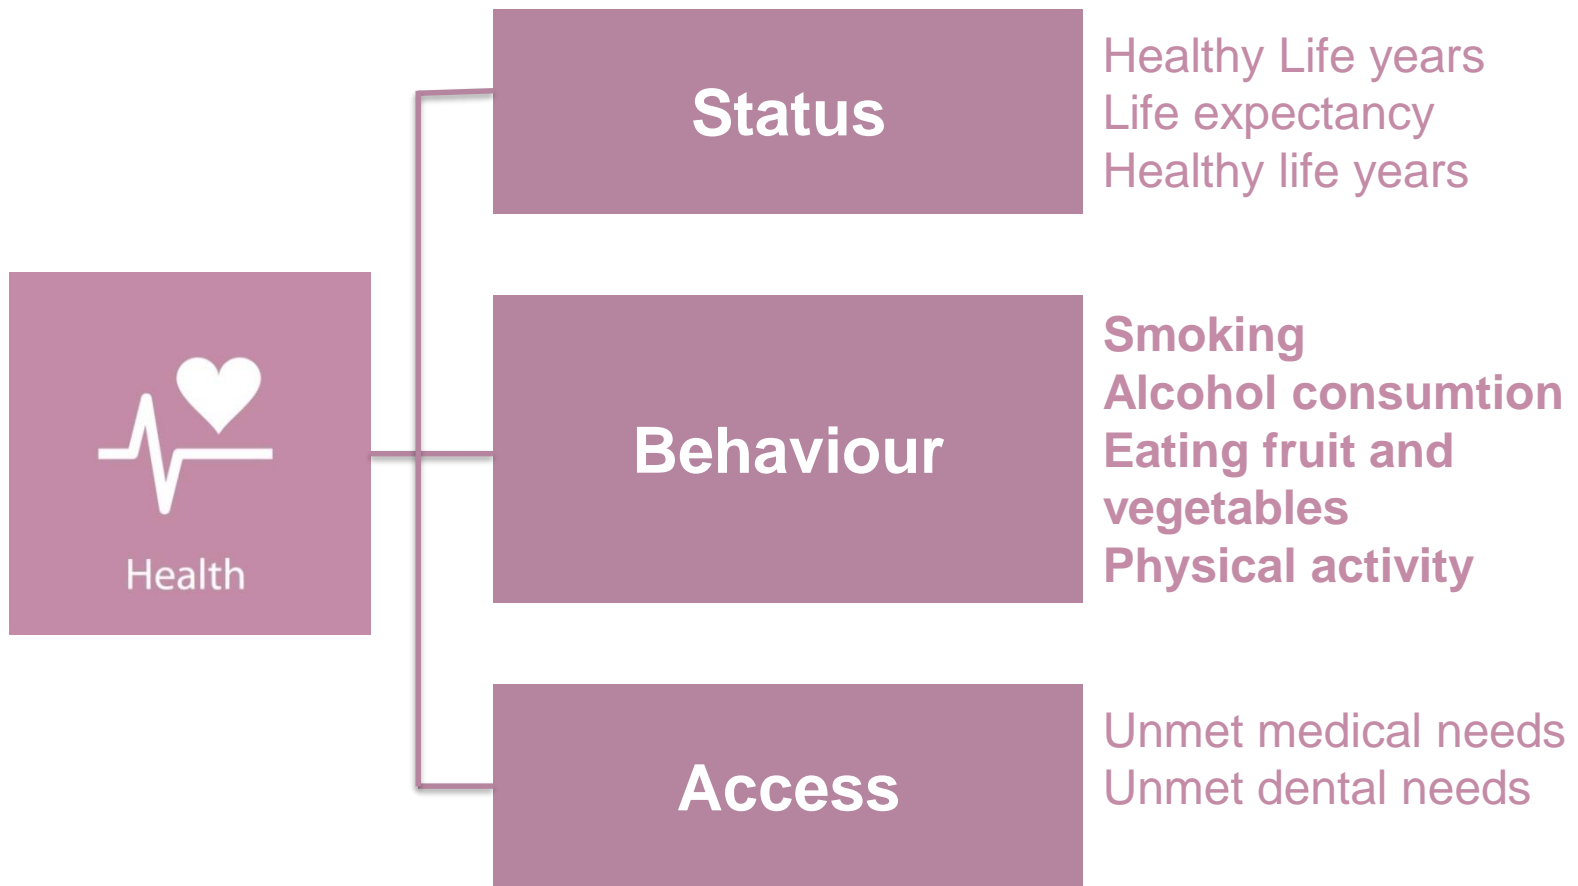 Health
Status
Healthy Life years
Life expectancy
Healthy life years
Behaviour
Smoking
Alcohol consumtion
Eating fruit and
vegetables
Physical activity
Access
Unmet medical needs
Unmet dental needs